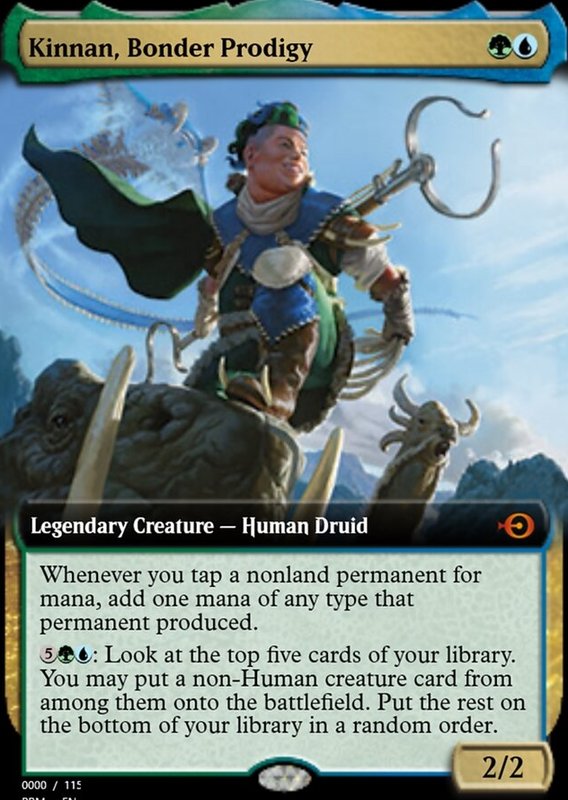 Kinnan, Bonder Prodigy
Legendary Creature — Human Druid
Whenever you tap a nonland permanent for
mana, add one mana of any type that
permanent produced.
5: Look at the top five cards of your library.
You may put a non-Human creature card from
among them onto the battlefield. Put the rest on
the bottom of your library in a random order.
2/2
0000 / 115